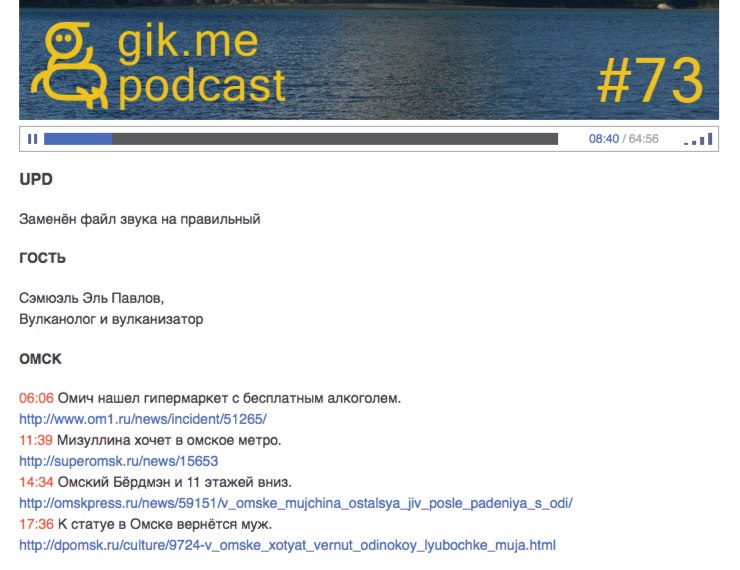 gik.me
podcast
#73
08:40 / 64:56
UPD
Заменён файл звука на правильный
ГОСТЬ
Сэмюэль Эль Павлов,
Вулканолог и вулканизатор
ОМСК
06:06 Омич нашел гипермаркет с бесплатным алкоголем.
http://www.om1.ru/news/incident/51265/
11:39 Мизуллина хочет в омское метро.
http://superomsk.ru/news/15653
14:34 Омский Бёрдмэн и 11 этажей вниз.
http://omskpress.ru/news/59151/v_omske_mujchina_ostalsya_jiv_posle_padeniya_s_odi/
17:36 К статуе в Омске вернётся муж.
http://dpomsk.ru/culture/9724-v_omske_xotyat_vernut_odinokoy_lyubochke_muja.html